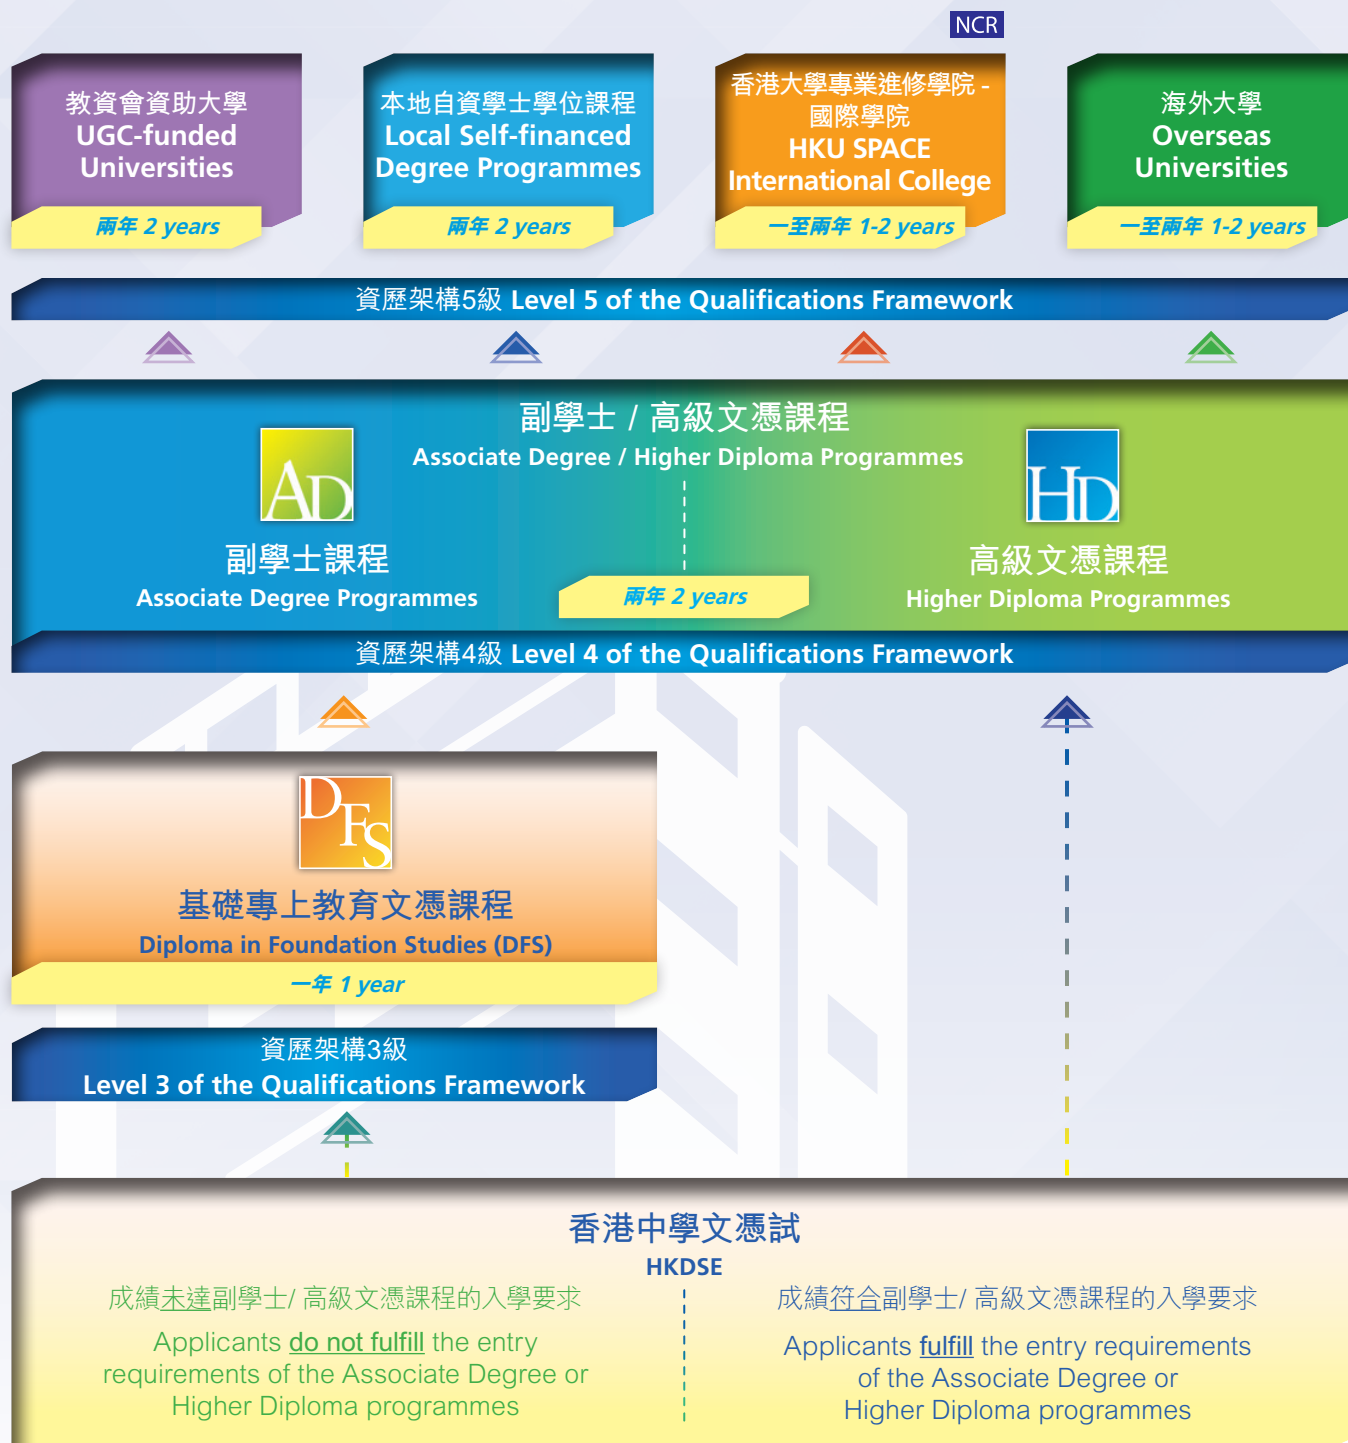 NCR
教資會資助大學
UGC-funded
Universities
兩年 2 years
本地自資學士學位課程
Local Self-financed
Degree Programmes
兩年 2 years
香港大學專業進修學院 -
國際學院
HKU SPACE
International College
一至兩年 1-2 years
海外大學
Overseas
Universities
一至兩年 1-2 years
資歷架構5級 Level 5 of the Qualifications Framework
副學士 / 高級文憑課程
Associate Degree / Higher Diploma Programmes
AD
副學士課程
Associate Degree Programmes
兩年 2 years
HD
高級文憑課程
Higher Diploma Programmes
資歷架構4級 Level 4 of the Qualifications Framework
DFS
基礎專上教育文憑課程
Diploma in Foundation Studies (DFS)
一年 1 year
資歷架構3級
Level 3 of the Qualifications Framework
香港中學文憑試
HKDSE
成績未達副學士/ 高級文憑課程的入學要求
Applicants do not fulfill the entry
requirements of the Associate Degree or
Higher Diploma programmes
成績符合副學士/ 高級文憑課程的入學要求
Applicants fulfill the entry requirements
of the Associate Degree or
Higher Diploma programmes